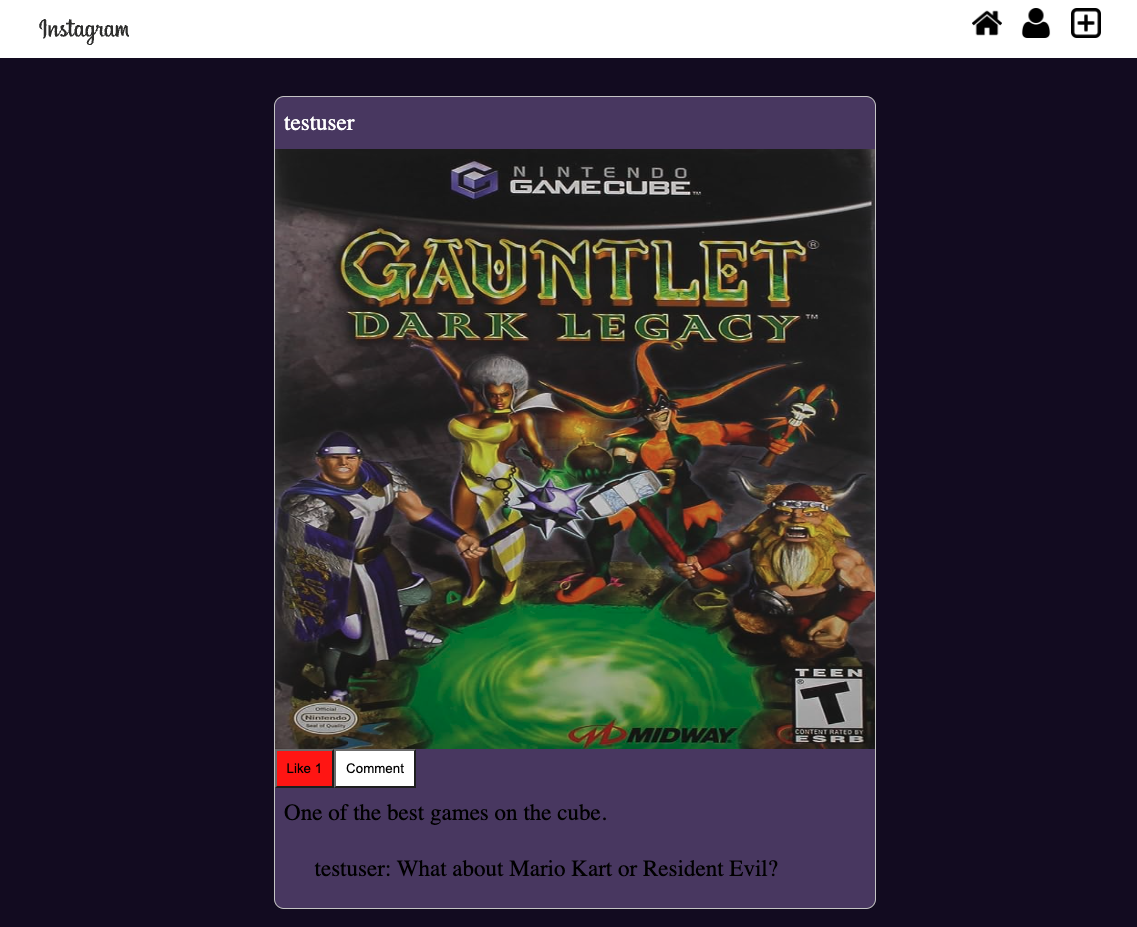 Instagram
testuser
NINTENDO
GAMECUBE™
GAUNTLET®
DARK LEGACY™
TEEN
®
T
CONTENT RATED BY
ESRB
Official
Nintendo
Seal of Quality
MIDWAY
Like 1
Comment
One of the best games on the cube.
testuser: What about Mario Kart or Resident Evil?